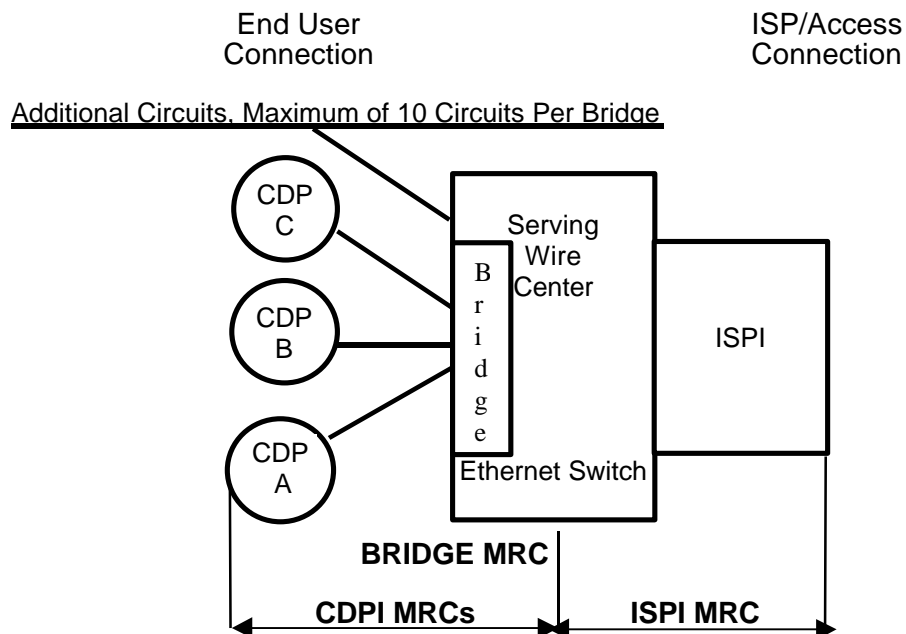 End User
Connection
ISP/Access
Connection
Additional Circuits, Maximum of 10 Circuits Per Bridge
CDP
C
CDP
B
CDP
A
Serving
Wire
Center
Bridge
Ethernet Switch
ISPI
BRIDGE MRC
CDPI MRCs
ISPI MRC